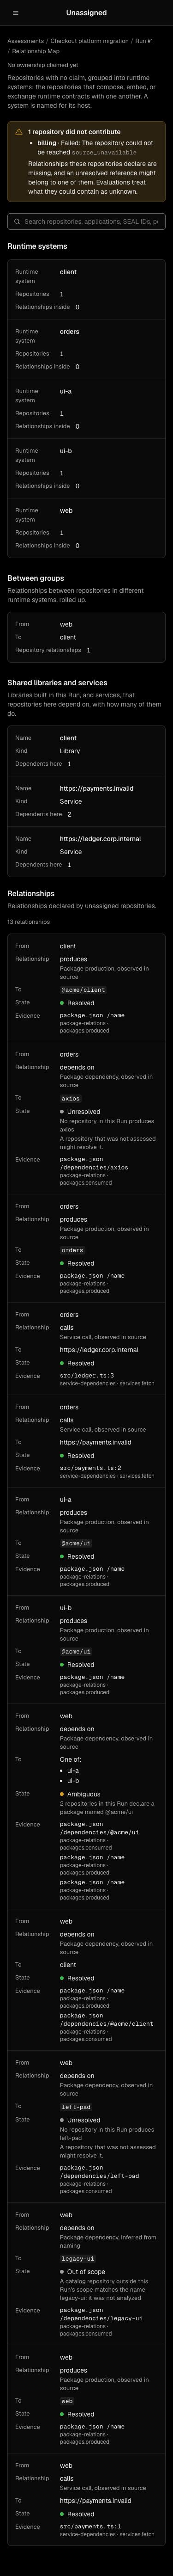 Unassigned
Assessments / Checkout platform migration / Run #1
/ Relationship Map
No ownership claimed yet
Repositories with no claim, grouped into runtime
systems: the repositories that compose, embed, or
exchange runtime contracts with one another. A
system is named for its host.
1 repository did not contribute
• billing · Failed: The repository could not
be reached source_unavailable
Relationships these repositories declare are
missing, and an unresolved reference might
belong to one of them. Evaluations treat
what they could contain as unknown.
Search repositories, applications, SEAL IDs, pa
Runtime systems
Runtime system client
Repositories 1
Relationships inside 0
Runtime system orders
Repositories 1
Relationships inside 0
Runtime system ui-a
Repositories 1
Relationships inside 0
Runtime system ui-b
Repositories 1
Relationships inside 0
Runtime system web
Repositories 1
Relationships inside 0
Between groups
Relationships between repositories in different
runtime systems, rolled up.
From web
To client
Repository relationships 1
Shared libraries and services
Libraries built in this Run, and services, that
repositories here depend on, with how many of them
do.
Name client
Kind Library
Dependents here 1
Name https://payments.invalid
Kind Service
Dependents here 2
Name https://ledger.corp.internal
Kind Service
Dependents here 1
Relationships
Relationships declared by unassigned repositories.
13 relationships
From client
Relationship produces
Package production, observed in
source
To @acme/client
State Resolved
Evidence package.json /name
package-relations ·
packages.produced
From orders
Relationship depends on
Package dependency, observed in
source
To axios
State Unresolved
No repository in this Run produces
axios
A repository that was not assessed
might resolve it.
Evidence package.json
/dependencies/axios
package-relations ·
packages.consumed
From orders
Relationship produces
Package production, observed in
source
To orders
State Resolved
Evidence package.json /name
package-relations ·
packages.produced
From orders
Relationship calls
Service call, observed in source
To https://ledger.corp.internal
State Resolved
Evidence src/ledger.ts:3
service-dependencies · services.fetch
From orders
Relationship calls
Service call, observed in source
To https://payments.invalid
State Resolved
Evidence src/payments.ts:2
service-dependencies · services.fetch
From ui-a
Relationship produces
Package production, observed in
source
To @acme/ui
State Resolved
Evidence package.json /name
package-relations ·
packages.produced
From ui-b
Relationship produces
Package production, observed in
source
To @acme/ui
State Resolved
Evidence package.json /name
package-relations ·
packages.produced
From web
Relationship depends on
Package dependency, observed in
source
To One of:
• ui-a
• ui-b
State Ambiguous
2 repositories in this Run declare a
package named @acme/ui
Evidence package.json
/dependencies/@acme/ui
package-relations ·
packages.consumed
package.json /name
package-relations ·
packages.produced
package.json /name
package-relations ·
packages.produced
From web
Relationship depends on
Package dependency, observed in
source
To client
State Resolved
Evidence package.json /name
package-relations ·
packages.produced
package.json
/dependencies/@acme/client
package-relations ·
packages.consumed
From web
Relationship depends on
Package dependency, observed in
source
To left-pad
State Unresolved
No repository in this Run produces
left-pad
A repository that was not assessed
might resolve it.
Evidence package.json
/dependencies/left-pad
package-relations ·
packages.consumed
From web
Relationship depends on
Package dependency, inferred from
naming
To legacy-ui
State Out of scope
A catalog repository outside this
Run's scope matches the name
legacy-ui; it was not analyzed
Evidence package.json
/dependencies/legacy-ui
package-relations ·
packages.consumed
From web
Relationship produces
Package production, observed in
source
To web
State Resolved
Evidence package.json /name
package-relations ·
packages.produced
From web
Relationship calls
Service call, observed in source
To https://payments.invalid
State Resolved
Evidence src/payments.ts:1
service-dependencies · services.fetch